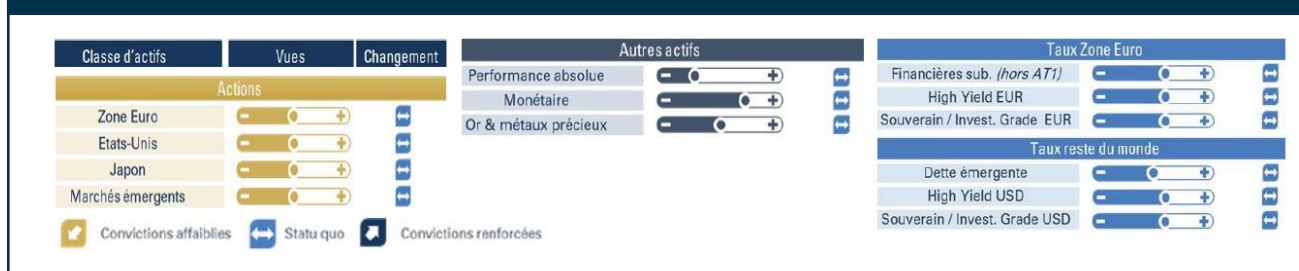 Classe d'actifs Vues Changement
Actions
Zone Euro
Etats-Unis
Japon
Marchés émergents
Convictions affaiblies Statu quo Convictions renforcées
Autres actifs
Performance absolue
Monétaire
Or & métaux précieux
Taux Zone Euro
Financières sub. (hors AT1)
High Yield EUR
Souverain / Invest. Grade EUR
Taux reste du monde
Dette émergente
High Yield USD
Souverain / Invest. Grade USD